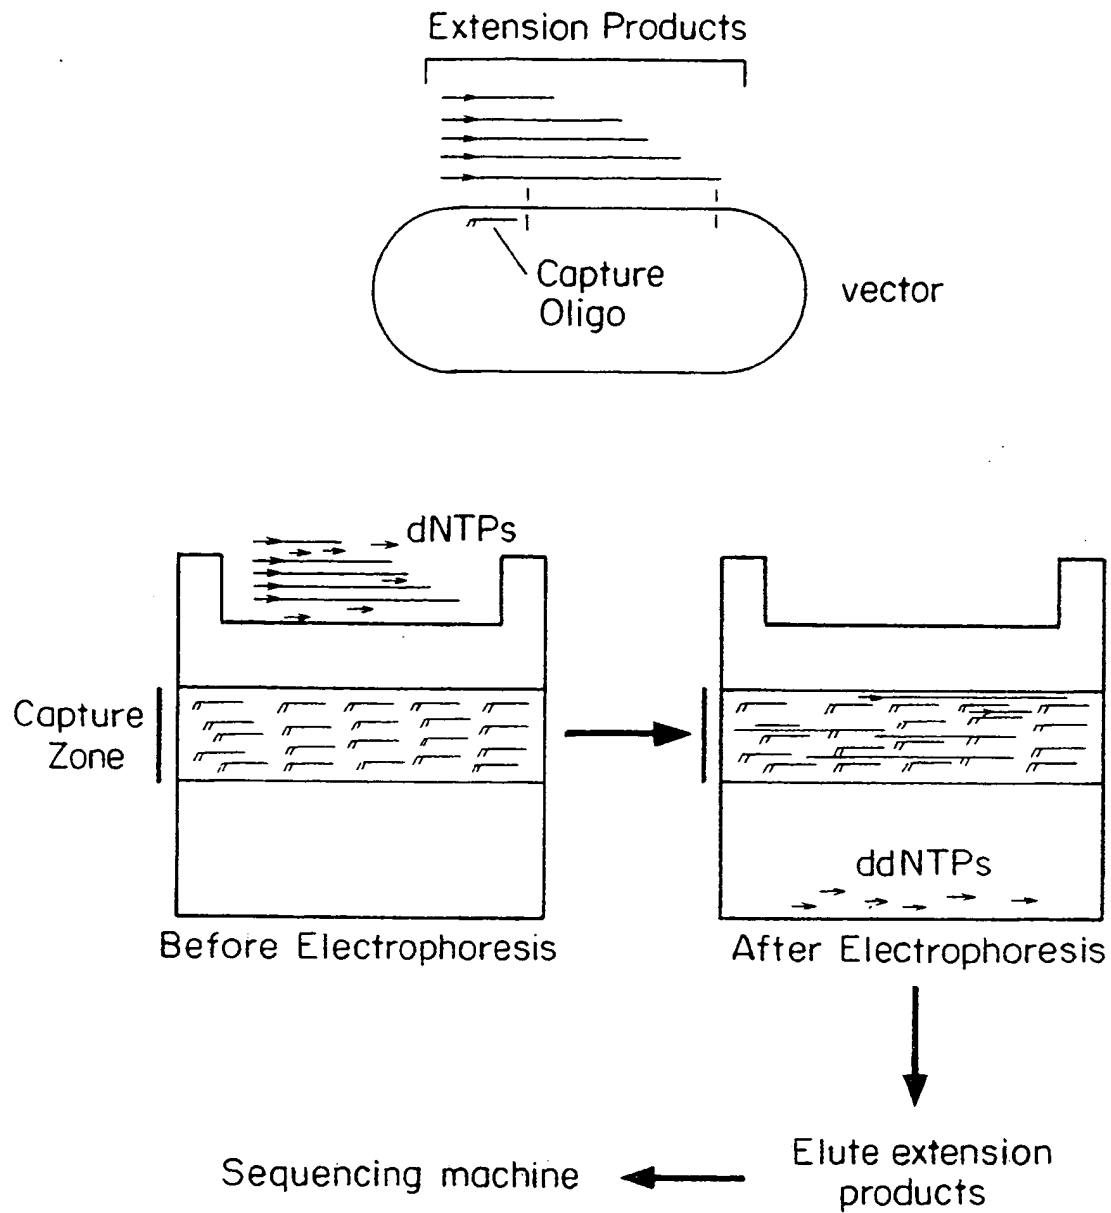 Extension Products
Capture
Oligo
vector
dNTPs
Capture
Zone
ddNTPs
Before Electrophoresis
After Electrophoresis
Elute extension
products
Sequencing machine